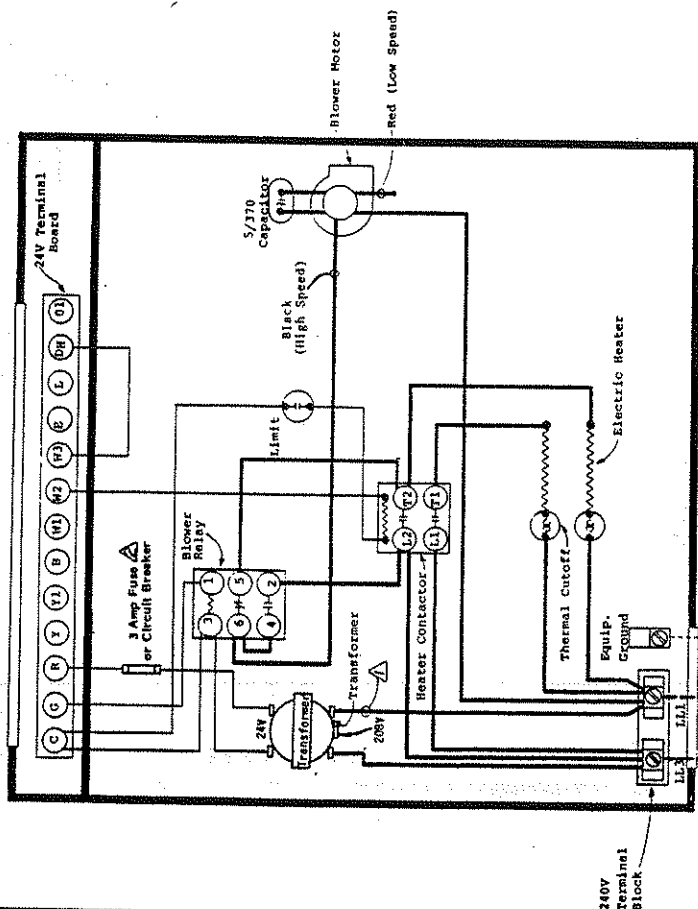 24V Terminal
Board
C
G
R
Y
Y1
B
W1
W2
W3
E
L
DH
O1
3 Amp Fuse
or Circuit Breaker
Blower
Relay
3
1
6
5
4
2
Limit
5/370
Capacitor
Blower Motor
Red (Low Speed)
Black
(High Speed)
24V
Transformer
Transformer
208V
Heater Contactor
L2
T2
L1
T1
Thermal Cutoff
Electric Heater
Equip.
Ground
LL1
LL3
240V
Terminal
Block